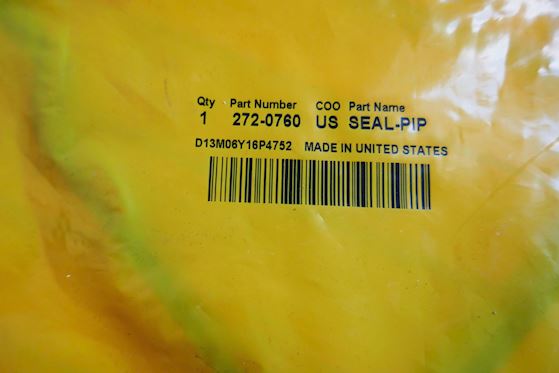 Qty Part Number COO Part Name
1 272-0760 US SEAL-PIP
D13M06Y16P4752 MADE IN UNITED STATES